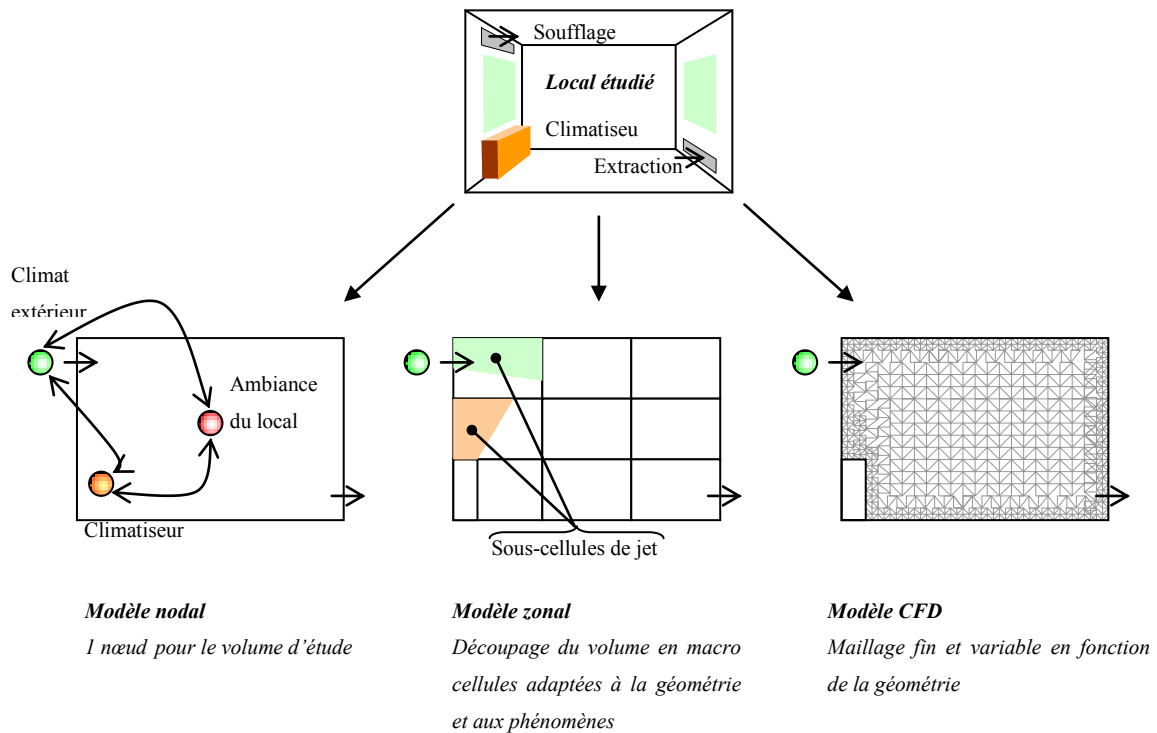 Soufflage
Local étudié
Climatiseu
Extraction
Climat
extérieur
Ambiance
du local
Climatiseur
Sous-cellules de jet
Modèle nodal
1 nœud pour le volume d'étude
Modèle zonal
Découpage du volume en macro
cellules adaptées à la géométrie
et aux phénomènes
Modèle CFD
Maillage fin et variable en fonction
de la géométrie